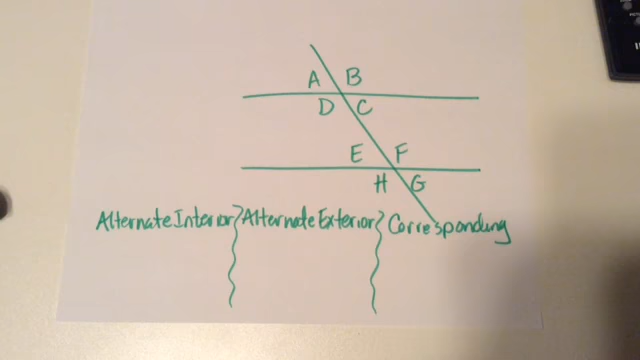 A B
D C
E F
H G
Alternate Interior Alternate Exterior Corresponding